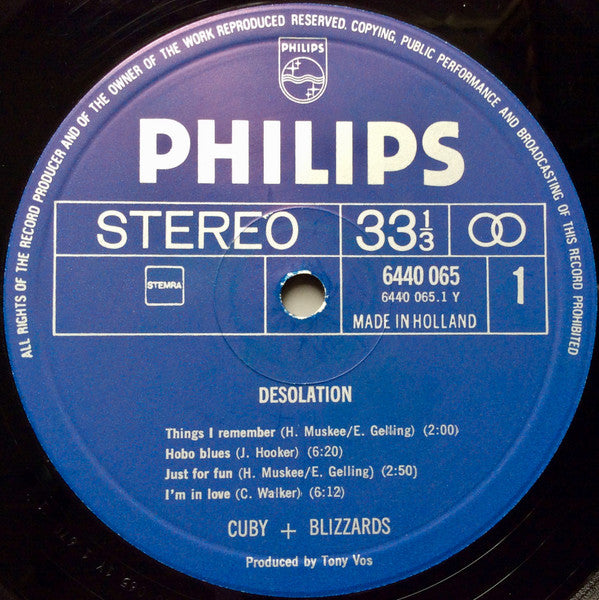 ALL RIGHTS OF THE RECORD PRODUCER AND OF THE OWNER OF THE WORK REPRODUCED RESERVED. COPYING, PUBLIC PERFORMANCE AND BROADCASTING OF THIS RECORD PROHIBITED
PHILIPS
PHILIPS
STEREO 33 1/3
STEMRA
6440 065
6440 065.1 Y
1
MADE IN HOLLAND
DESOLATION
Things I remember (H. Muskee/E. Gelling) (2:00)
Hobo blues (J. Hooker) (6:20)
Just for fun (H. Muskee/E. Gelling) (2:50)
I'm in love (C. Walker) (6:12)
CUBY + BLIZZARDS
Produced by Tony Vos